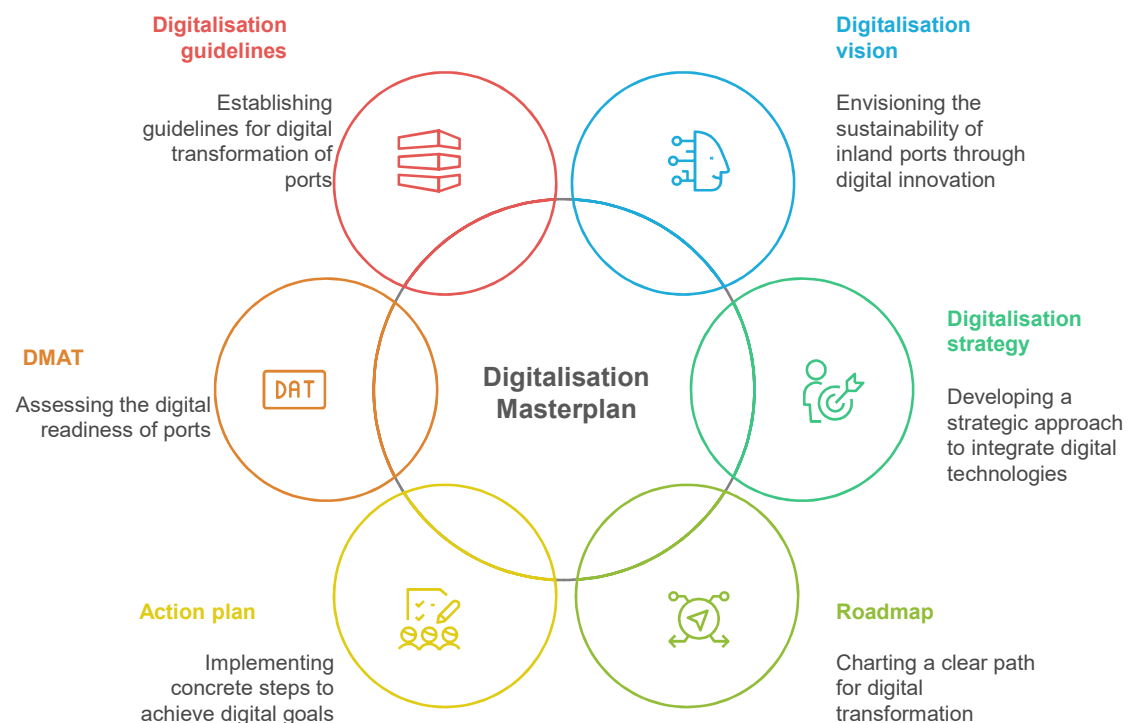 Digitalisation
guidelines
Establishing
guidelines for digital
transformation of
ports
Digitalisation
vision
Envisioning the
sustainability of
inland ports through
digital innovation
DMAT
Assessing the digital
readiness of ports
DAT
Digitalisation
Masterplan
Digitalisation
strategy
Developing a
strategic approach
to integrate digital
technologies
Action plan
Implementing
concrete steps to
achieve digital goals
Roadmap
Charting a clear path
for digital
transformation